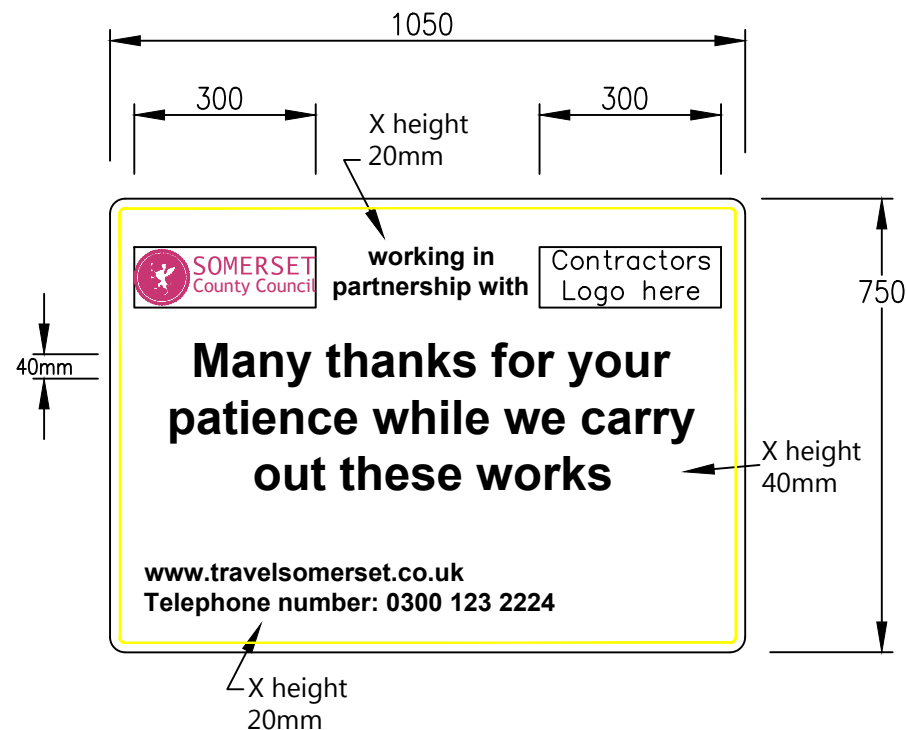 1050
300
300
X height
20mm
SOMERSET
County Council
working in
partnership with
Contractors
Logo here
750
40mm
Many thanks for your
patience while we carry
out these works
X height
40mm
www.travelsomerset.co.uk
Telephone number: 0300 123 2224
X height
20mm